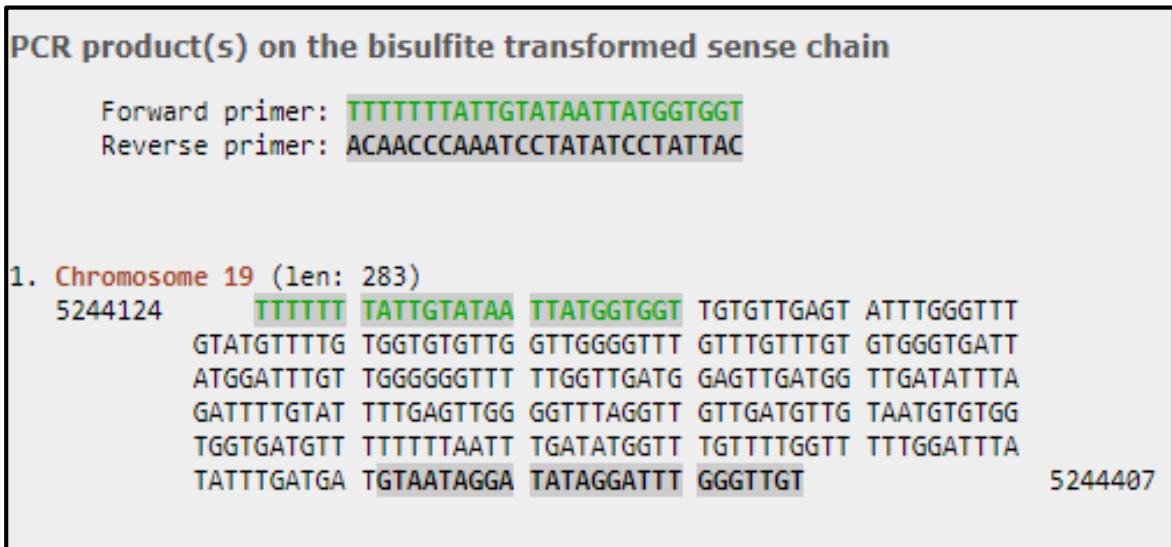 PCR product(s) on the bisulfite transformed sense chain
Forward primer: TTTTTTTATTGTATAATTATGGTGGT
Reverse primer: ACAACCCAAATCCTATATCCTATTAC
1. Chromosome 19 (len: 283)
5244124 TTTTTT TATTGTATAA TTATGGTGGT TGTGTTGAGT ATTTGGGTTT
GTATGTTTTG TGGTGTGTTG GTTGGGGTTT GTTTGTTTGT GTGGGTGATT
ATGGATTTGT TGGGGGGTTT TTGGTTGATG GAGTTGATGG TTGATATTTA
GATTTTGTAT TTTGAGTTGG GGTTTAGGTT GTTGATGTTG TAATGTGTGG
TGGTGATGTT TTTTTTAATT TGATATGGTT TGTTTTGGTT TTTGGATTTA
TATTTGATGA TGTAATAGGA TATAGGATTT GGGTTGT 5244407